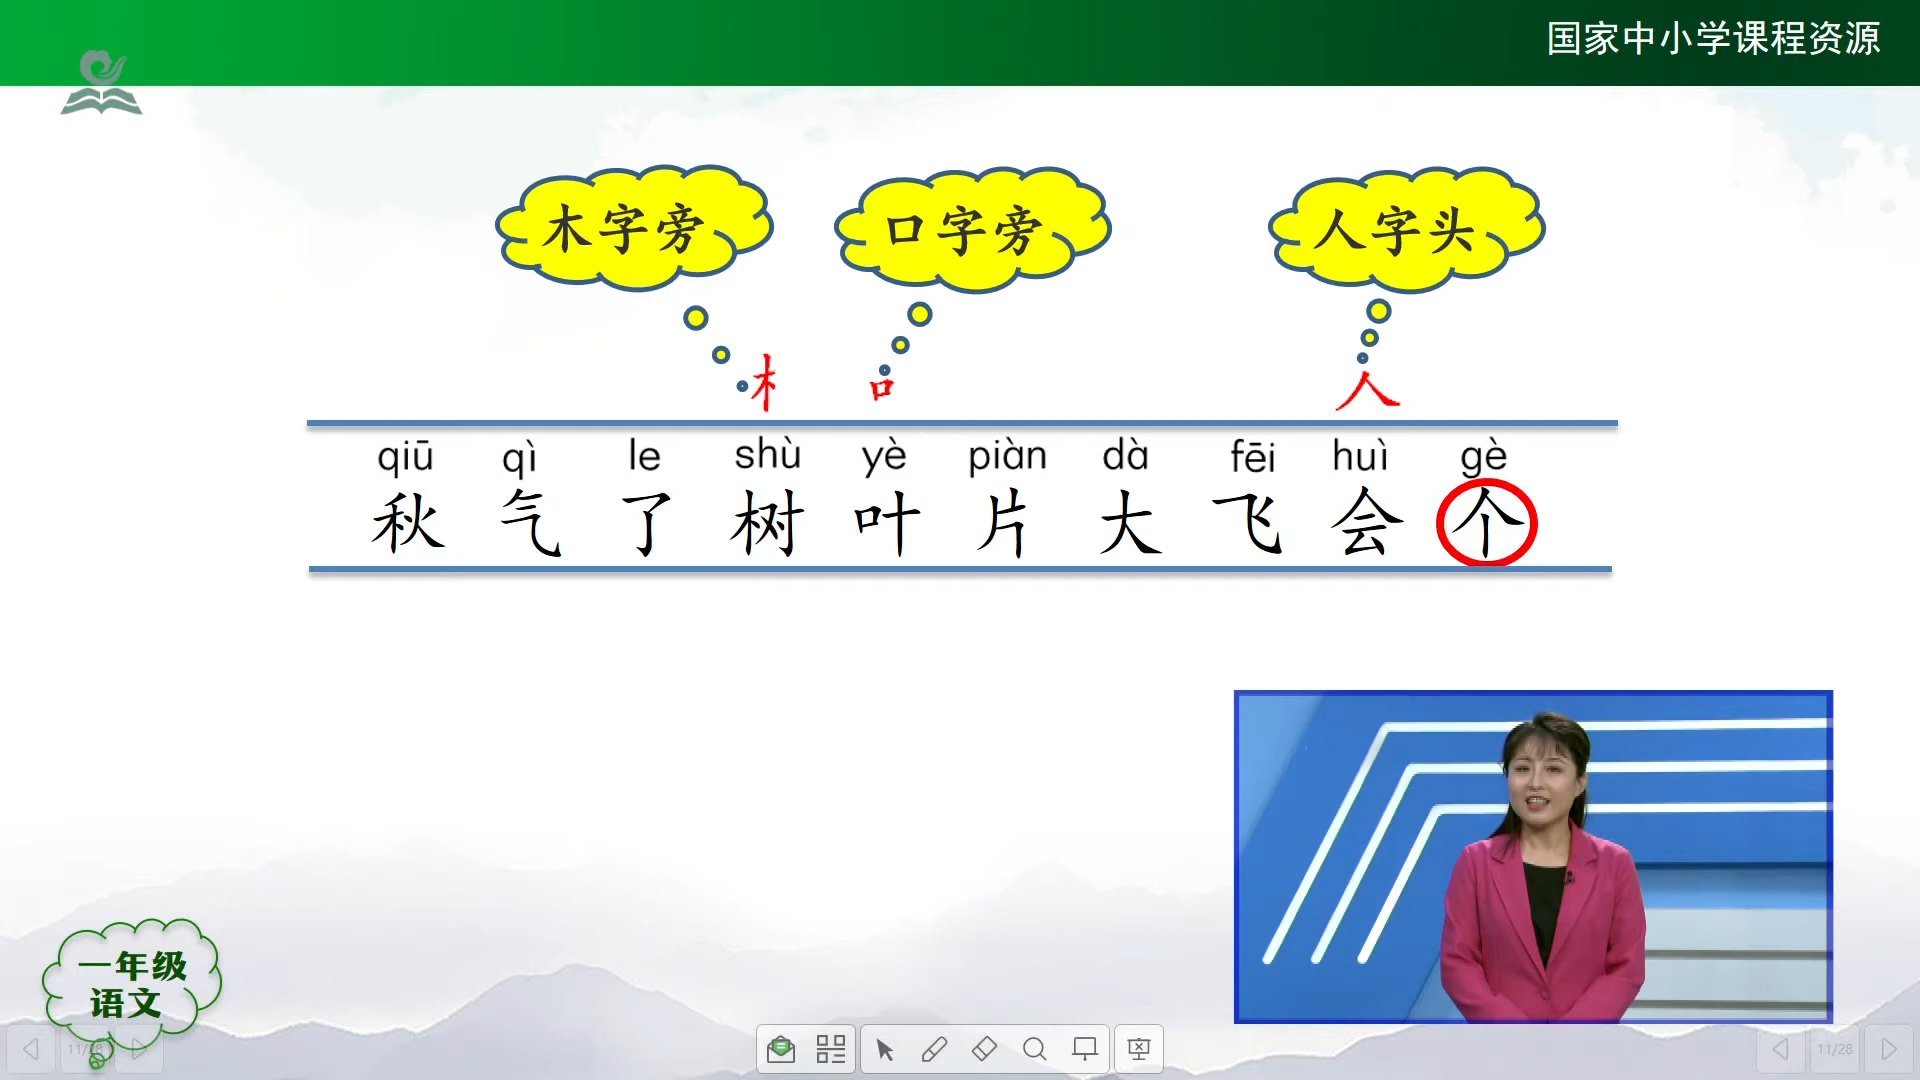 国家中小学课程资源
木字旁 口字旁 人字头
木 口 人
qiū qì le shù yè piàn dà fēi huì gè
秋 气 了 树 叶 片 大 飞 会 个
一年级
语文
11/28
11/28